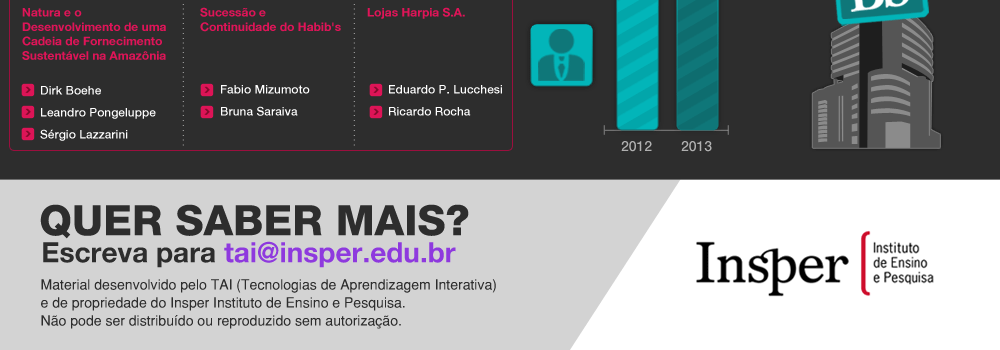 Natura e o
Desenvolvimento de uma
Cadeia de Fornecimento
Sustentável na Amazônia
Dirk Boehe
Leandro Pongeluppe
Sérgio Lazzarini
Sucessão e
Continuidade do Habib's
Fabio Mizumoto
Bruna Saraiva
Lojas Harpia S.A.
Eduardo P. Lucchesi
Ricardo Rocha
2012 2013
QUER SABER MAIS?
Escreva para tai@insper.edu.br
Material desenvolvido pelo TAI (Tecnologias de Aprendizagem Interativa)
e de propriedade do Insper Instituto de Ensino e Pesquisa.
Não pode ser distribuído ou reproduzido sem autorização.
Insper
Instituto
de Ensino
e Pesquisa